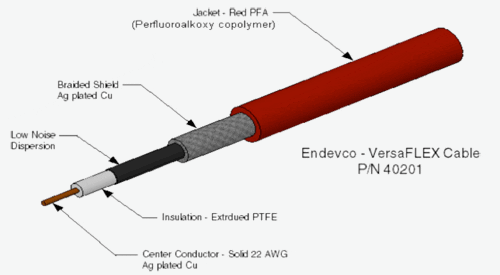 Jacket - Red PFA
(Perfluoroalkoxy copolymer)
Braided Shield
Ag plated Cu
Low Noise
Dispersion
Endevco - VersaFLEX Cable
P/N 40201
Insulation - Extrdued PTFE
Center Conductor - Solid 22 AWG
Ag plated Cu